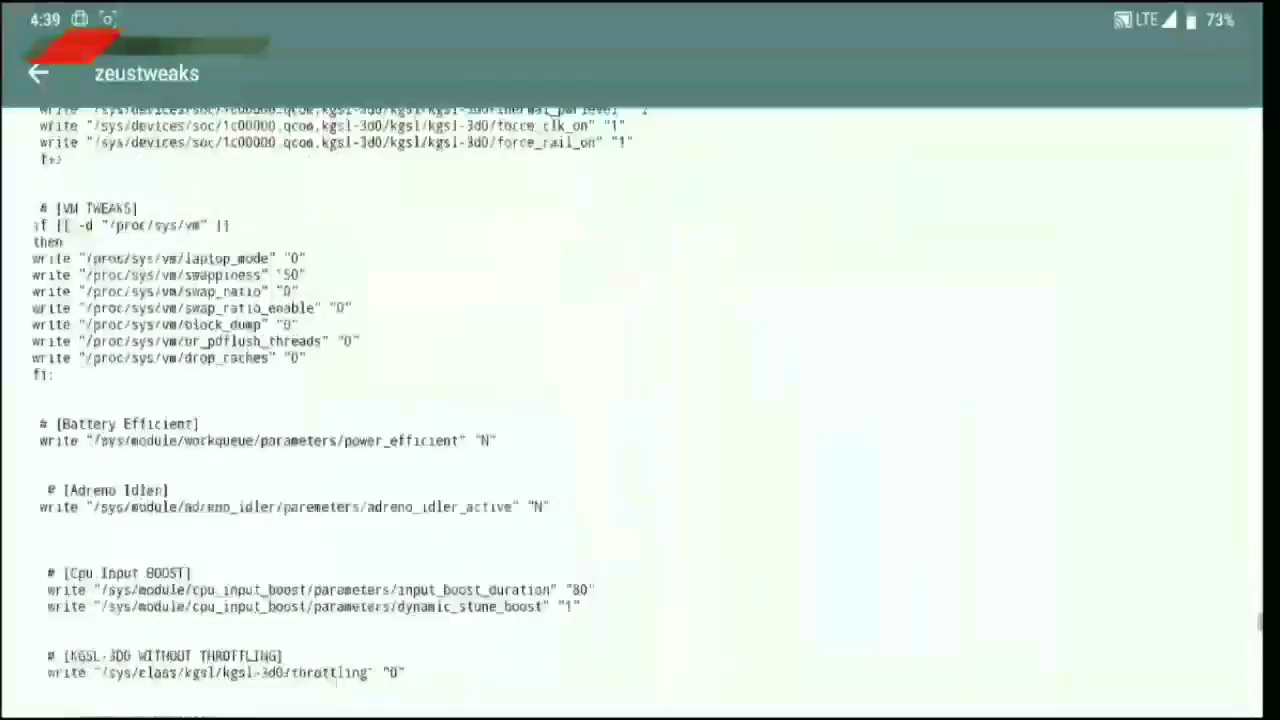 4:39 LTE 73%
zeustweaks
write "/sys/devices/soc/1c00000.qcom,kgsl-3d0/kgsl/kgsl-3d0/force_clk_on" "1"
write "/sys/devices/soc/1c00000.qcom,kgsl-3d0/kgsl/kgsl-3d0/force_rail_on" "1"
# [VM TWEAKS]
if [[ -d "/proc/sys/vm" ]]
then
write "/proc/sys/vm/laptop_mode" "0"
write "/proc/sys/vm/swappiness" "50"
write "/proc/sys/vm/swap_ratio" "0"
write "/proc/sys/vm/swap_ratio_enable" "0"
write "/proc/sys/vm/block_dump" "0"
write "/proc/sys/vm/nr_pdflush_threads" "0"
write "/proc/sys/vm/drop_caches" "0"
fi;
# [Battery Efficient]
write "/sys/module/workqueue/parameters/power_efficient" "N"
# [Adreno Idler]
write "/sys/module/adreno_idler/paremeters/adreno_idler_active" "N"
# [Cpu Input BOOST]
write "/sys/module/cpu_input_boost/parameters/input_boost_duration" "80"
write "/sys/module/cpu_input_boost/parameters/dynamic_stune_boost" "1"
# [KGSL-3D0 WITHOUT THROTTLING]
write "/sys/class/kgsl/kgsl-3d0/throttling" "0"